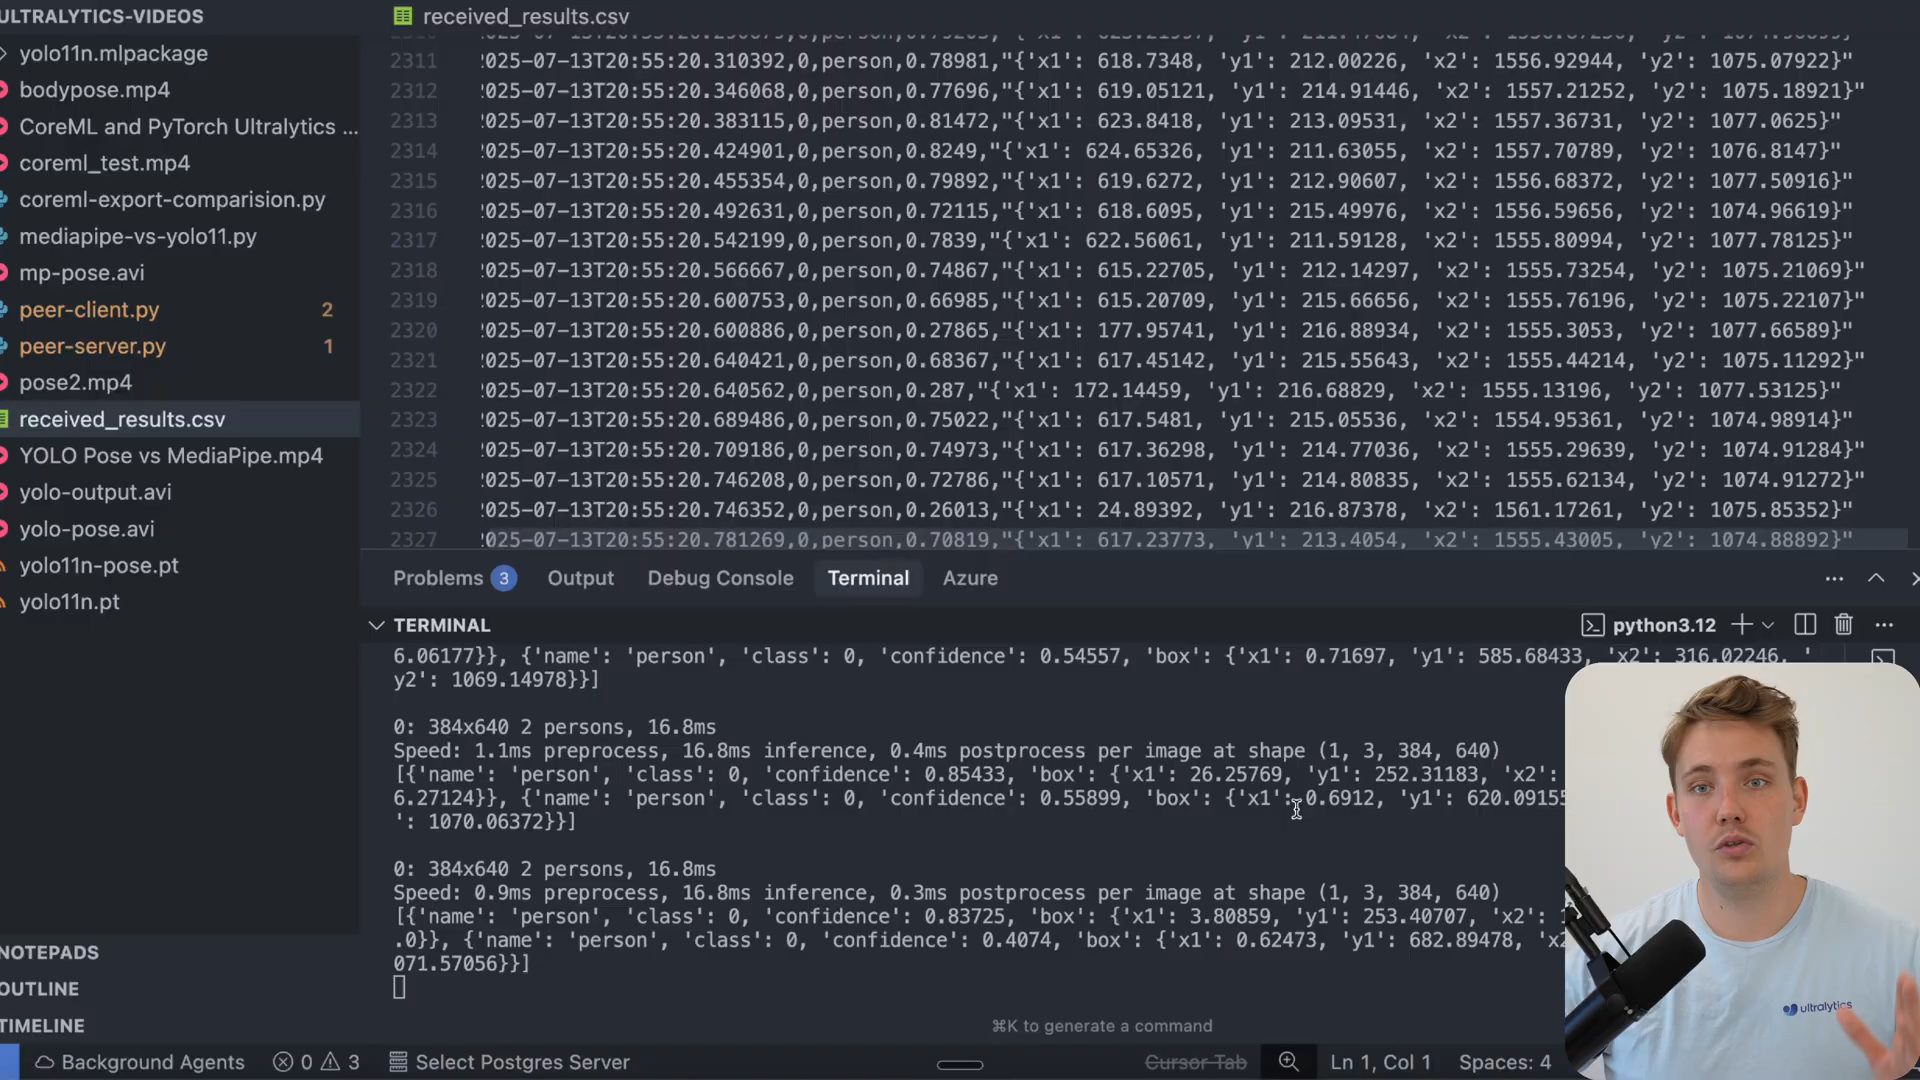 ULTRALYTICS-VIDEOS
yolo11n.mlpackage
bodypose.mp4
CoreML and PyTorch Ultralytics ...
coreml_test.mp4
coreml-export-comparision.py
mediapipe-vs-yolo11.py
mp-pose.avi
peer-client.py 2
peer-server.py 1
pose2.mp4
received_results.csv
YOLO Pose vs MediaPipe.mp4
yolo-output.avi
yolo-pose.avi
yolo11n-pose.pt
yolo11n.pt
NOTEPADS
OUTLINE
TIMELINE
received_results.csv
2311 2025-07-13T20:55:20.310392,0,person,0.78981,"{'x1': 618.7348, 'y1': 212.00226, 'x2': 1556.92944, 'y2': 1075.07922}"
2312 2025-07-13T20:55:20.346068,0,person,0.77696,"{'x1': 619.05121, 'y1': 214.91446, 'x2': 1557.21252, 'y2': 1075.18921}"
2313 2025-07-13T20:55:20.383115,0,person,0.81472,"{'x1': 623.8418, 'y1': 213.09531, 'x2': 1557.36731, 'y2': 1077.0625}"
2314 2025-07-13T20:55:20.424901,0,person,0.8249,"{'x1': 624.65326, 'y1': 211.63055, 'x2': 1557.70789, 'y2': 1076.8147}"
2315 2025-07-13T20:55:20.455354,0,person,0.79892,"{'x1': 619.6272, 'y1': 212.90607, 'x2': 1556.68372, 'y2': 1077.50916}"
2316 2025-07-13T20:55:20.492631,0,person,0.72115,"{'x1': 618.6095, 'y1': 215.49976, 'x2': 1556.59656, 'y2': 1074.96619}"
2317 2025-07-13T20:55:20.542199,0,person,0.7839,"{'x1': 622.56061, 'y1': 211.59128, 'x2': 1555.80994, 'y2': 1077.78125}"
2318 2025-07-13T20:55:20.566667,0,person,0.74867,"{'x1': 615.22705, 'y1': 212.14297, 'x2': 1555.73254, 'y2': 1075.21069}"
2319 2025-07-13T20:55:20.600753,0,person,0.66985,"{'x1': 615.20709, 'y1': 215.66656, 'x2': 1555.76196, 'y2': 1075.22107}"
2320 2025-07-13T20:55:20.600886,0,person,0.27865,"{'x1': 177.95741, 'y1': 216.88934, 'x2': 1555.3053, 'y2': 1077.66589}"
2321 2025-07-13T20:55:20.640421,0,person,0.68367,"{'x1': 617.45142, 'y1': 215.55643, 'x2': 1555.44214, 'y2': 1075.11292}"
2322 2025-07-13T20:55:20.640562,0,person,0.287,"{'x1': 172.14459, 'y1': 216.68829, 'x2': 1555.13196, 'y2': 1077.53125}"
2323 2025-07-13T20:55:20.689486,0,person,0.75022,"{'x1': 617.5481, 'y1': 215.05536, 'x2': 1554.95361, 'y2': 1074.98914}"
2324 2025-07-13T20:55:20.709186,0,person,0.74973,"{'x1': 617.36298, 'y1': 214.77036, 'x2': 1555.29639, 'y2': 1074.91284}"
2325 2025-07-13T20:55:20.746208,0,person,0.72786,"{'x1': 617.10571, 'y1': 214.80835, 'x2': 1555.62134, 'y2': 1074.91272}"
2326 2025-07-13T20:55:20.746352,0,person,0.26013,"{'x1': 24.89392, 'y1': 216.87378, 'x2': 1561.17261, 'y2': 1075.85352}"
2327 2025-07-13T20:55:20.781269,0,person,0.70819,"{'x1': 617.23773, 'y1': 213.4054, 'x2': 1555.43005, 'y2': 1074.88892}"
Problems 3 Output Debug Console Terminal Azure
TERMINAL python3.12
6.06177}}, {'name': 'person', 'class': 0, 'confidence': 0.54557, 'box': {'x1': 0.71697, 'y1': 585.68433, 'x2': 316.02246, '
y2': 1069.14978}}]
0: 384x640 2 persons, 16.8ms
Speed: 1.1ms preprocess, 16.8ms inference, 0.4ms postprocess per image at shape (1, 3, 384, 640)
[{'name': 'person', 'class': 0, 'confidence': 0.85433, 'box': {'x1': 26.25769, 'y1': 252.31183, 'x2':
6.27124}}, {'name': 'person', 'class': 0, 'confidence': 0.55899, 'box': {'x1': 0.6912, 'y1': 620.09155
': 1070.06372}}]
0: 384x640 2 persons, 16.8ms
Speed: 0.9ms preprocess, 16.8ms inference, 0.3ms postprocess per image at shape (1, 3, 384, 640)
[{'name': 'person', 'class': 0, 'confidence': 0.83725, 'box': {'x1': 3.80859, 'y1': 253.40707, 'x2':
.0}}, {'name': 'person', 'class': 0, 'confidence': 0.4074, 'box': {'x1': 0.62473, 'y1': 682.89478, 'x2
071.57056}}]
⌘K to generate a command
ultralytics
Background Agents 0 3 Select Postgres Server Cursor Tab Ln 1, Col 1 Spaces: 4